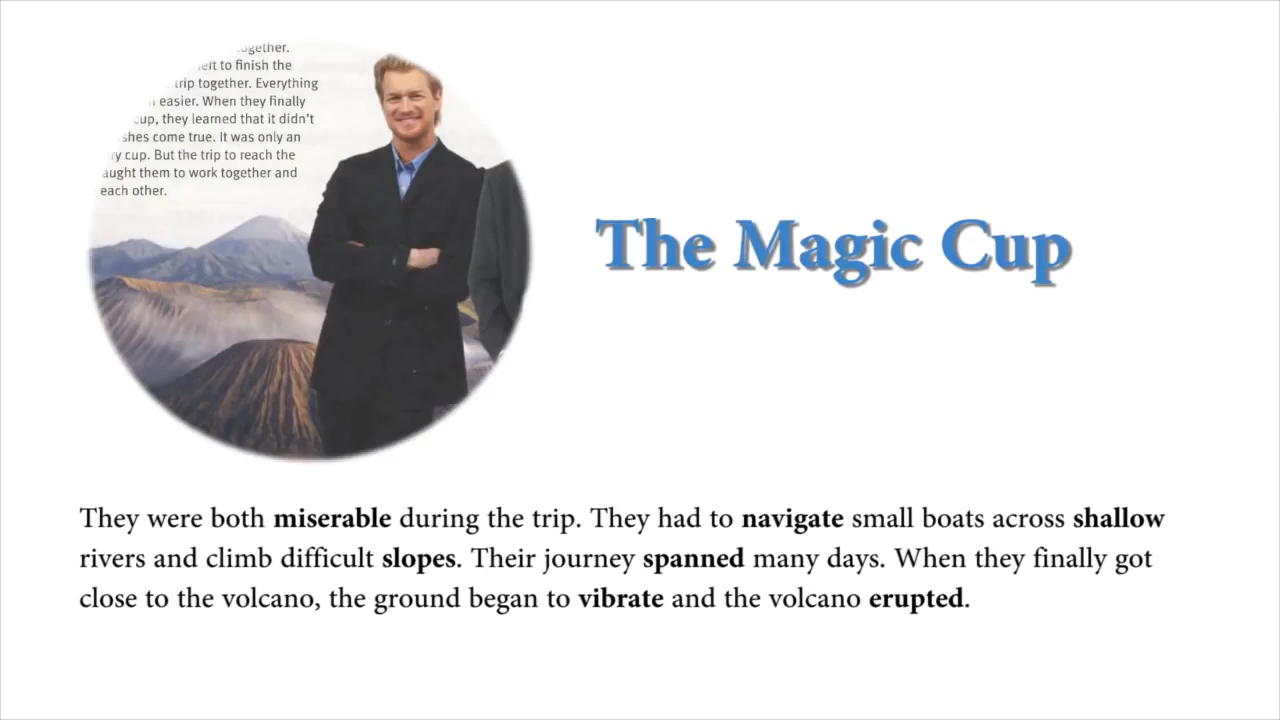 to finish the
trip together. Everything
easier. When they finally
cup, they learned that it didn't
come true. It was only an
cup. But the trip to reach the
them to work together and
each other.
The Magic Cup
They were both miserable during the trip. They had to navigate small boats across shallow
rivers and climb difficult slopes. Their journey spanned many days. When they finally got
close to the volcano, the ground began to vibrate and the volcano erupted.